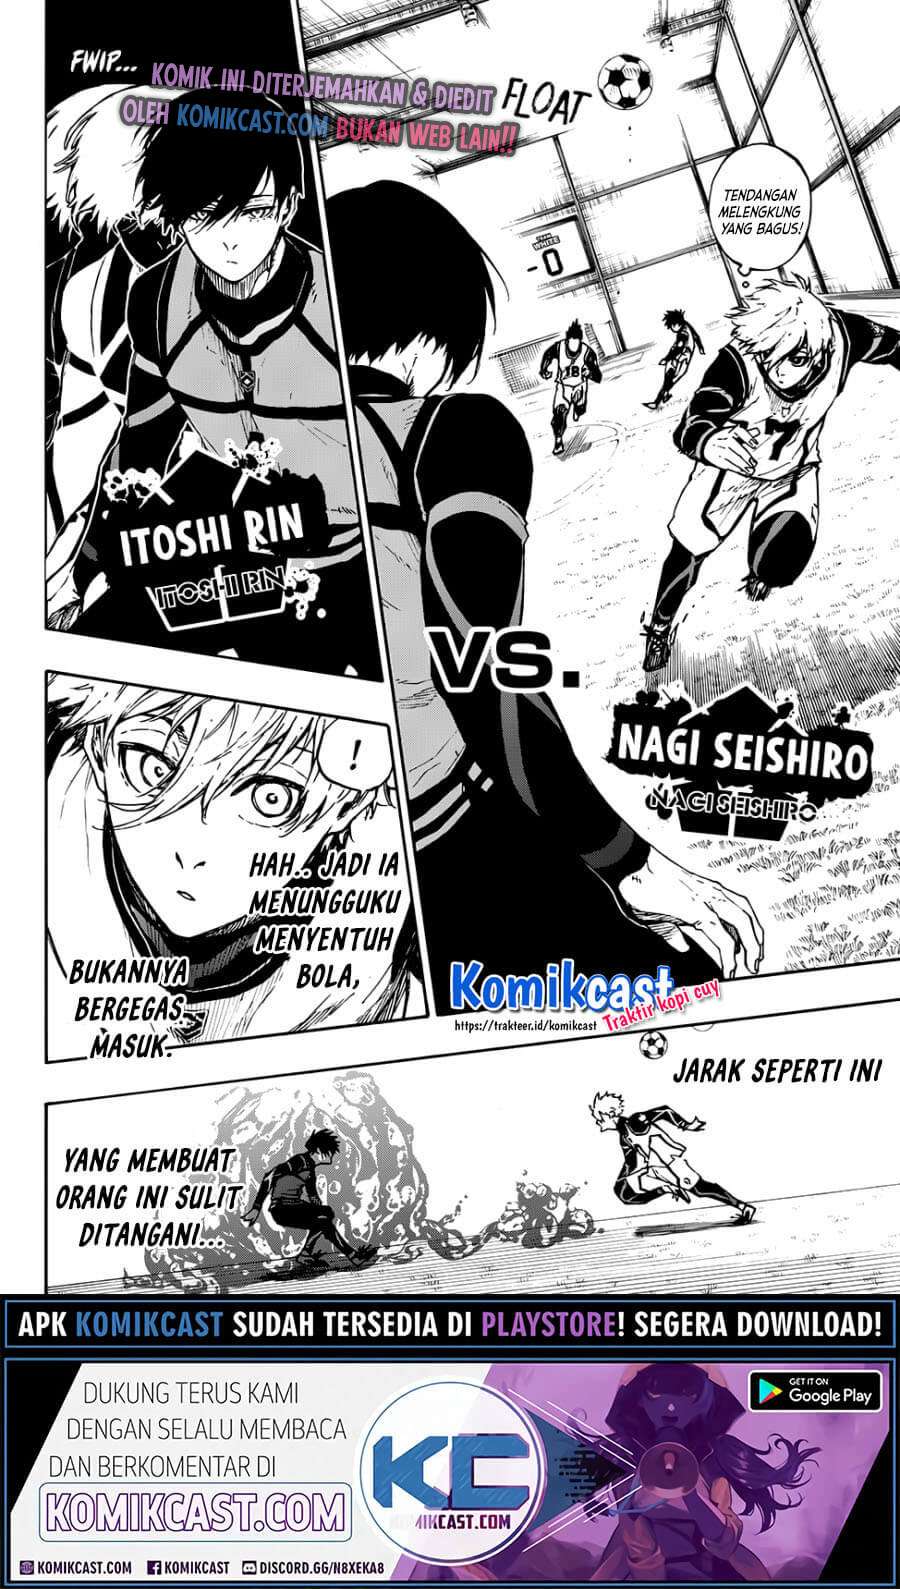 FWIP...
KOMIK INI DITERJEMAHKAN & DIEDIT
OLEH KOMIKCAST.COM BUKAN WEB LAIN!!
FLOAT
TENDANGAN
MELENGKUNG
YANG BAGUS!
TEAM
WHITE
- 0
18
7
ITOSHI RIN
ITOSHI RIN
VS.
NAGI SEISHIRO
NAGI SEISHIRO
!
HAH.. JADI IA
MENUNGGUKU
MENYENTUH
BOLA,
BUKANNYA
BERGEGAS
MASUK.
Komikcast
Traktir kopi cuy
https://trakteer.id/komikcast
JARAK SEPERTI INI
YANG MEMBUAT
ORANG INI SULIT
DITANGANI...
APK KOMIKCAST SUDAH TERSEDIA DI PLAYSTORE! SEGERA DOWNLOAD!
DUKUNG TERUS KAMI
DENGAN SELALU MEMBACA
DAN BERKOMENTAR DI
KOMIKCAST.COM
KC
KOMIKCAST.COM
GET IT ON
Google Play
KOMIKCAST.COM
KOMIKCAST
DISCORD.GG/N8XEKA8